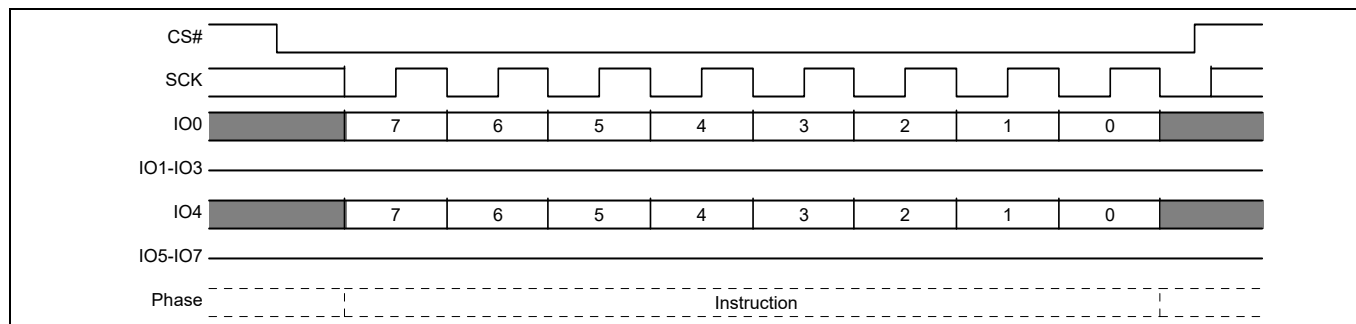 CS#
SCK
IO0 7 6 5 4 3 2 1 0
IO1-IO3
IO4 7 6 5 4 3 2 1 0
IO5-IO7
Phase Instruction